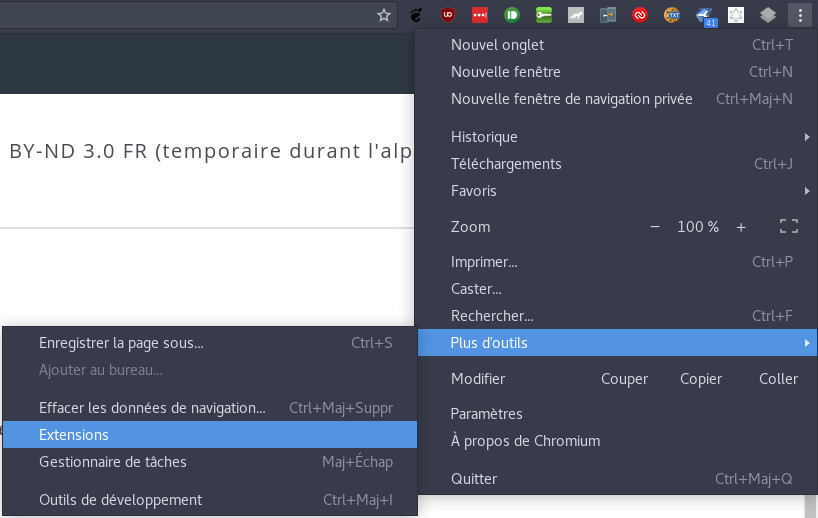 41
Nouvel onglet Ctrl+T
Nouvelle fenêtre Ctrl+N
Nouvelle fenêtre de navigation privée Ctrl+Maj+N
BY-ND 3.0 FR (temporaire durant l'alp
Historique
Téléchargements Ctrl+J
Favoris
Zoom − 100 % +
Imprimer... Ctrl+P
Caster...
Rechercher... Ctrl+F
Plus d'outils
Modifier Couper Copier Coller
Paramètres
À propos de Chromium
Quitter Ctrl+Maj+Q
Enregistrer la page sous... Ctrl+S
Ajouter au bureau...
Effacer les données de navigation... Ctrl+Maj+Suppr
Extensions
Gestionnaire de tâches Maj+Échap
Outils de développement Ctrl+Maj+I